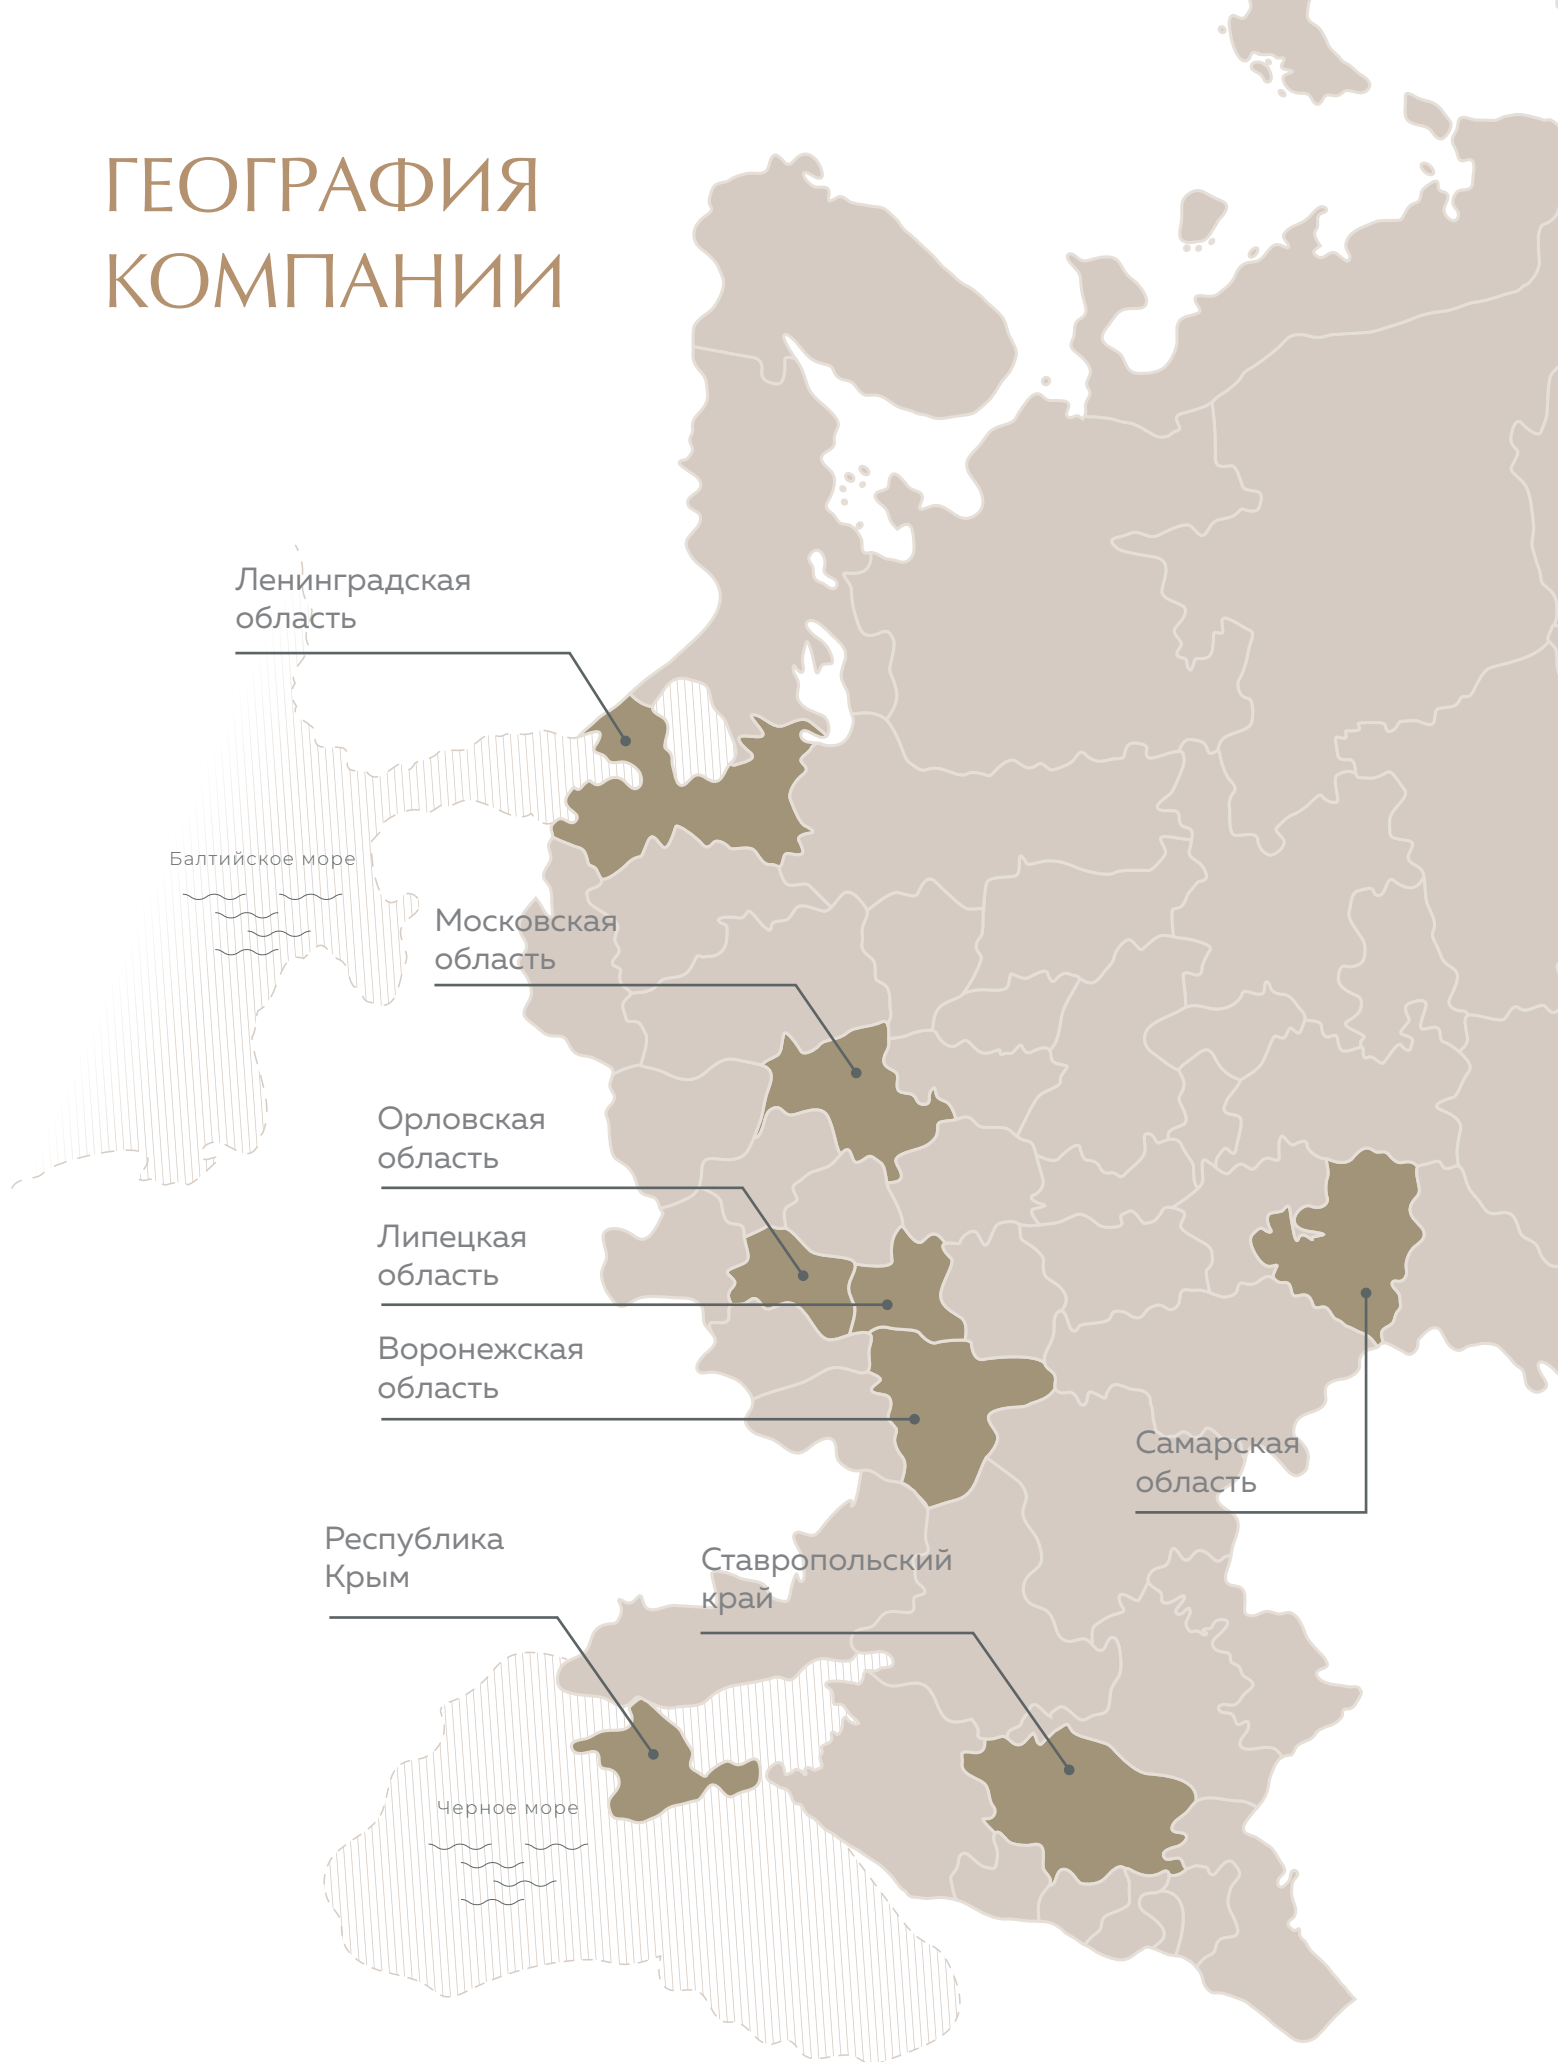 ГЕОГРАФИЯ
КОМПАНИИ
Ленинградская
область
Балтийское море
Московская
область
Орловская
область
Липецкая
область
Воронежская
область
Самарская
область
Республика
Крым
Ставропольский
край
Черное море